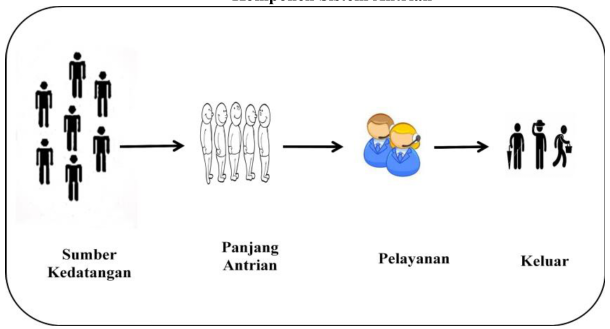 Sumber
Kedatangan
Panjang
Antrian
Pelayanan
Keluar